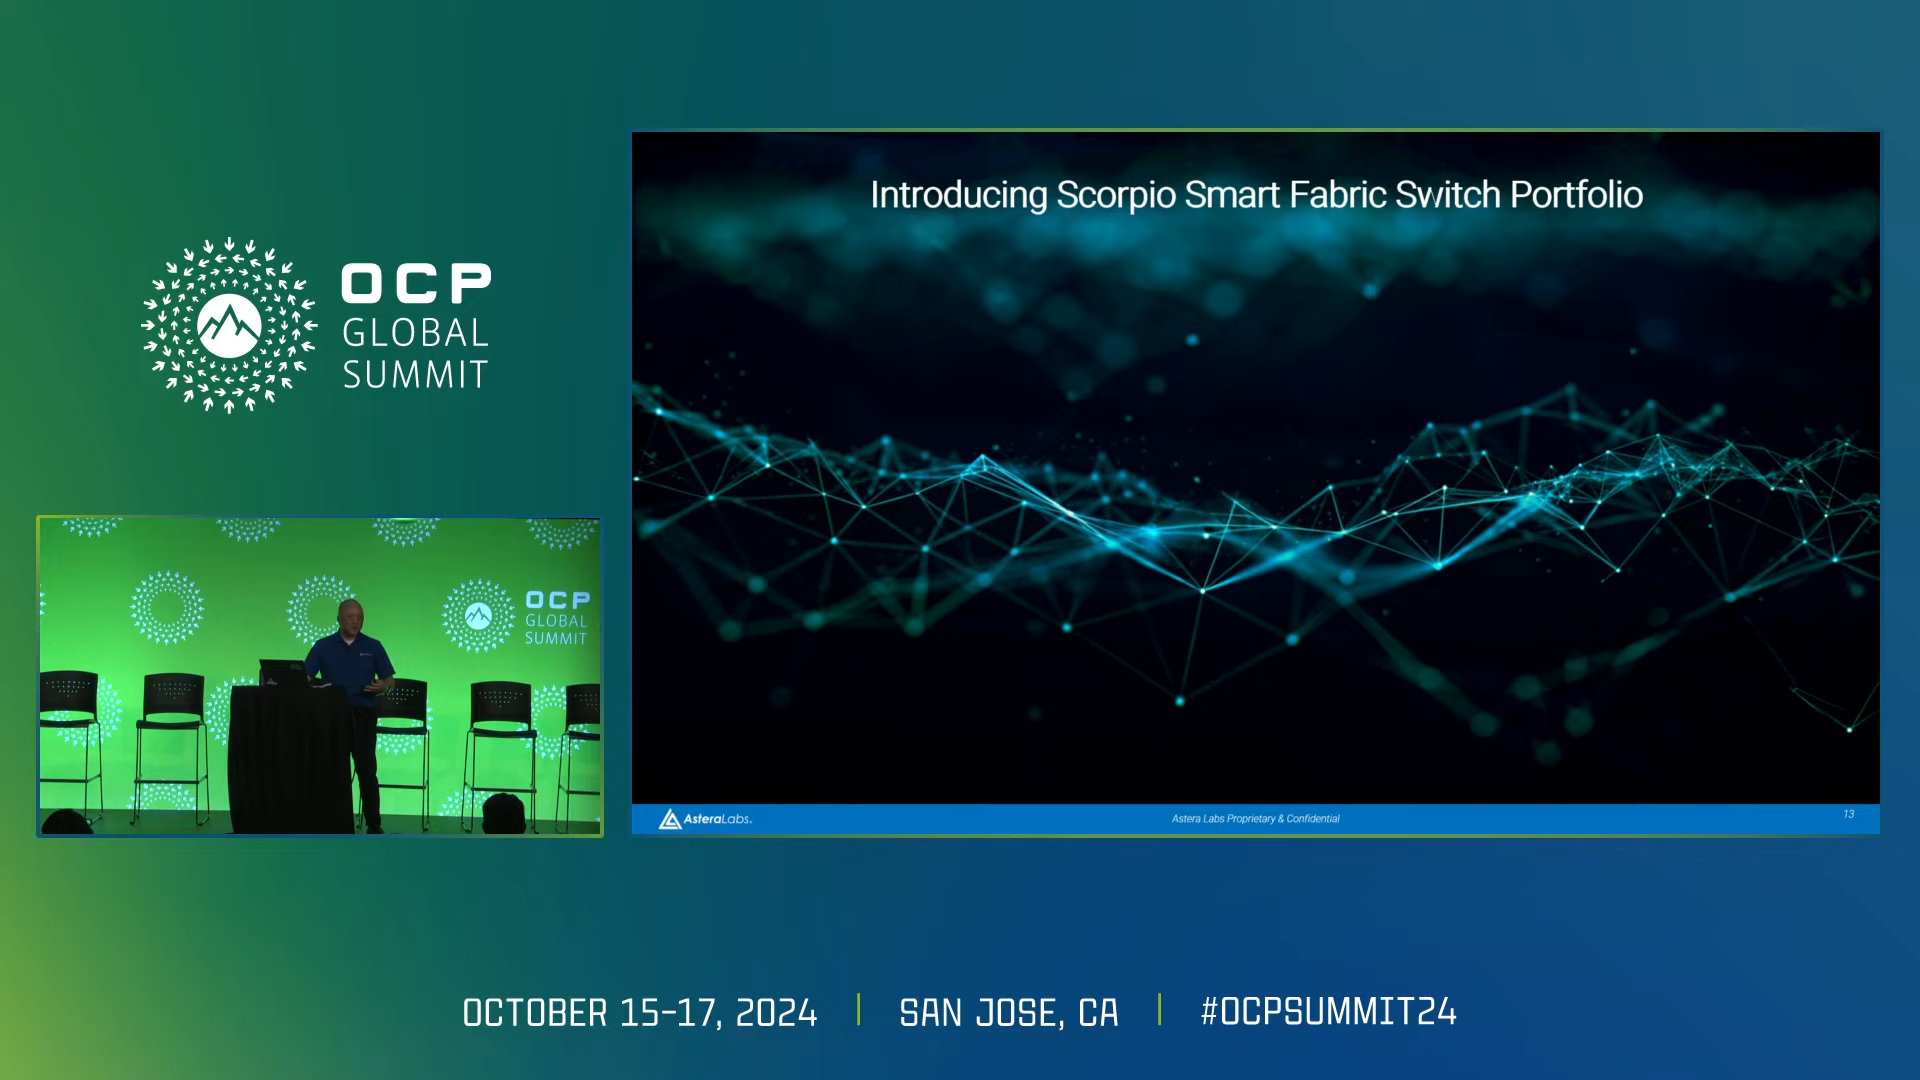 Introducing Scorpio Smart Fabric Switch Portfolio
OCP
GLOBAL
SUMMIT
OCP
GLOBAL
SUMMIT
AsteraLabs.
Astera Labs Proprietary & Confidential
13
OCTOBER 15-17, 2024
SAN JOSE, CA
#OCPSUMMIT24